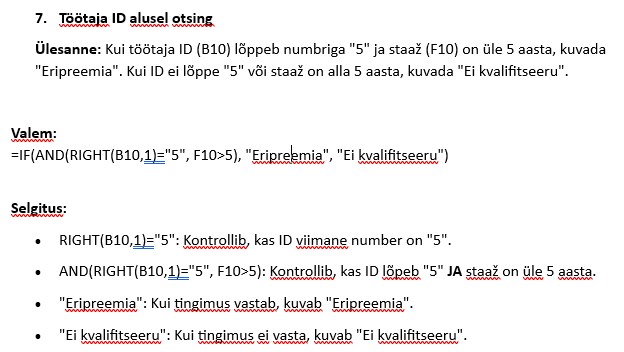 7. Töötaja ID alusel otsing
Ülesanne: Kui töötaja ID (B10) lõppeb numbriga "5" ja staaž (F10) on üle 5 aasta, kuvada
"Eripreemia". Kui ID ei lõppe "5" või staaž on alla 5 aasta, kuvada "Ei kvalifitseeru".
Valem:
=IF(AND(RIGHT(B10,1)="5", F10>5), "Eripreemia", "Ei kvalifitseeru")
Selgitus:
• RIGHT(B10,1)="5": Kontrollib, kas ID viimane number on "5".
• AND(RIGHT(B10,1)="5", F10>5): Kontrollib, kas ID lõpeb "5" JA staaž on üle 5 aasta.
• "Eripreemia": Kui tingimus vastab, kuvab "Eripreemia".
• "Ei kvalifitseeru": Kui tingimus ei vasta, kuvab "Ei kvalifitseeru".